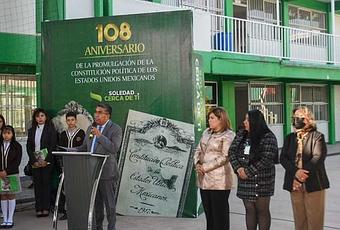 108
ANIVERSARIO
DE LA PROMULGACIÓN DE LA
CONSTITUCIÓN POLÍTICA DE LOS
ESTADOS UNIDOS MEXICANOS
SOLEDAD
CERCA DE TI
Constitución Política
de los
Estados Unidos
Mexicanos
1917